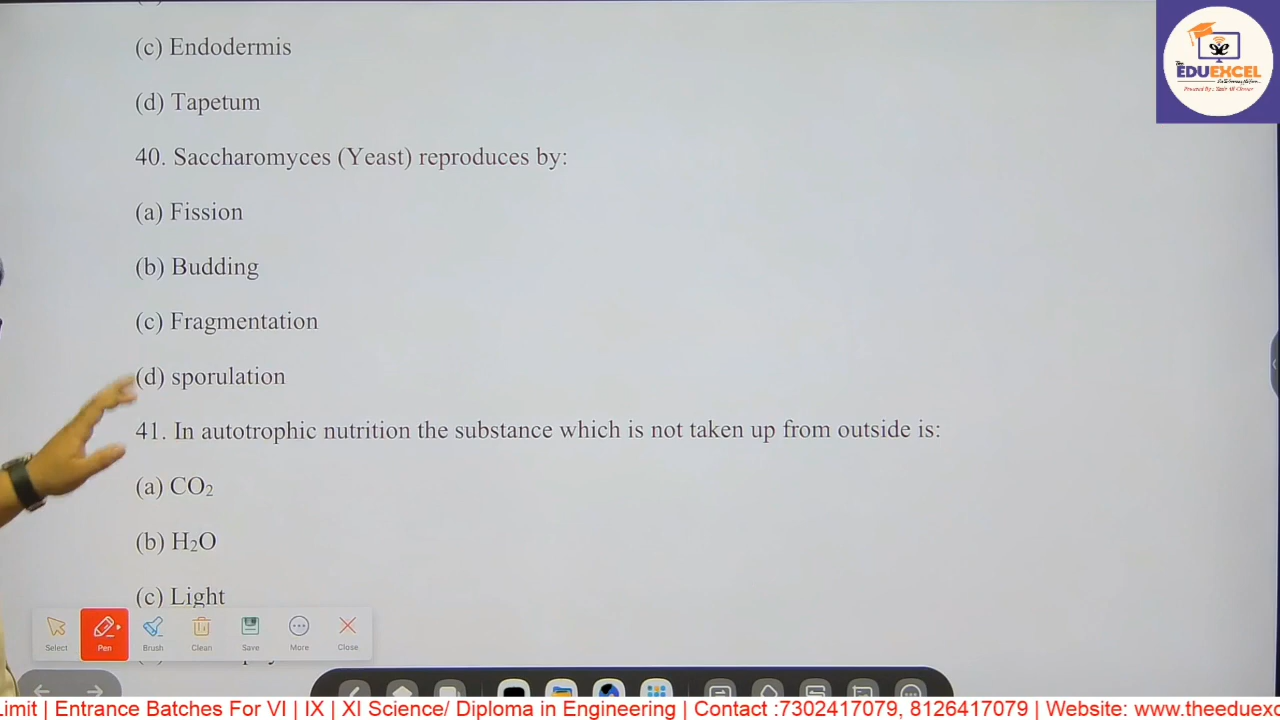 (c) Endodermis
(d) Tapetum
40. Saccharomyces (Yeast) reproduces by:
(a) Fission
(b) Budding
(c) Fragmentation
(d) sporulation
41. In autotrophic nutrition the substance which is not taken up from outside is:
(a) CO₂
(b) H₂O
(c) Light
The
EDUEXCEL
Select
Pen
Brush
Clean
Save
More
Close
Limit | Entrance Batches For VI | IX | XI Science/ Diploma in Engineering | Contact :7302417079, 8126417079 | Website: www.theeduexc